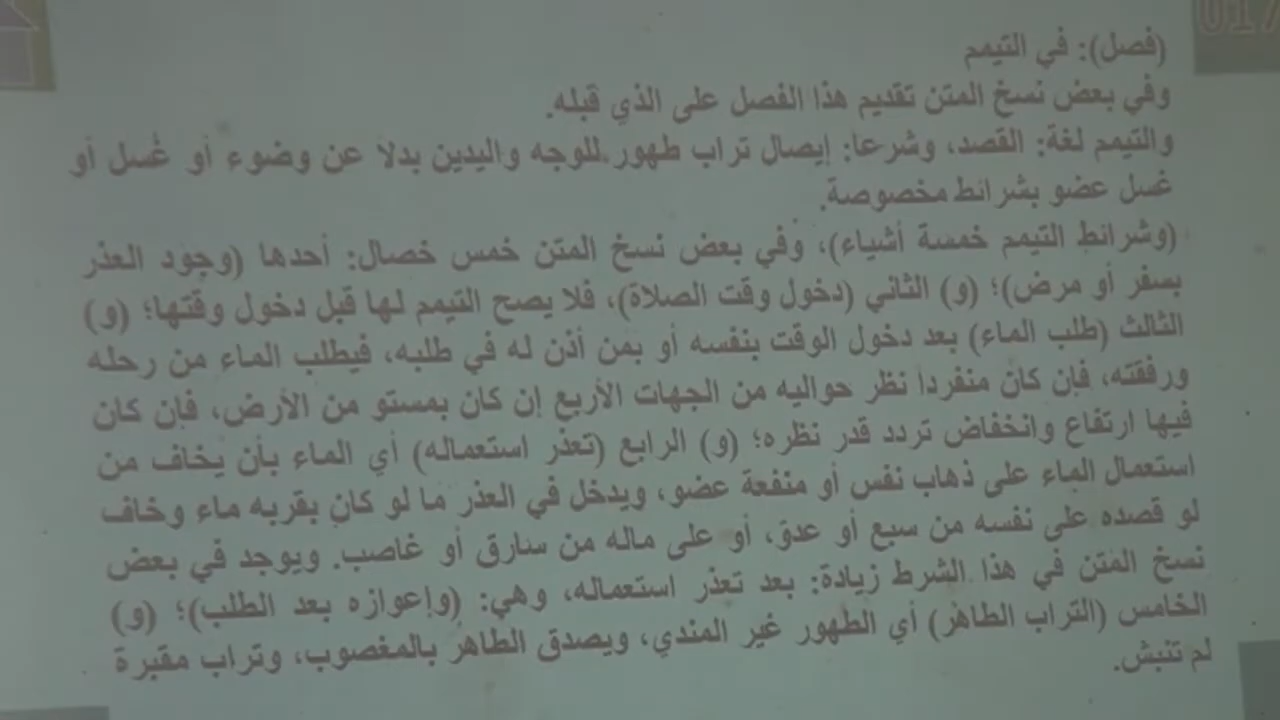 (فصل): في التيمم
وفي بعض نسخ المتن تقديم هذا الفصل على الذي قبله.
والتيمم لغة: القصد، وشرعا: إيصال تراب طهور للوجه واليدين بدلا عن وضوء أو غُسل أو
غسل عضو بشرائط مخصوصة.
(وشرائط التيمم خمسة أشياء)، وفي بعض نسخ المتن خمس خصال: أحدها (وجود العذر
بسفر أو مرض)؛ (و) الثاني (دخول وقت الصلاة)، فلا يصح التيمم لها قبل دخول وقتها؛ (و)
الثالث (طلب الماء) بعد دخول الوقت بنفسه أو بمن أذن له في طلبه، فيطلب الماء من رحله
ورفقته، فإن كان منفردا نظر حواليه من الجهات الأربع إن كان بمستو من الأرض، فإن كان
فيها ارتفاع وانخفاض تردد قدر نظره؛ (و) الرابع (تعذر استعماله) أي الماء بأن يخاف من
استعمال الماء على ذهاب نفس أو منفعة عضو، ويدخل في العذر ما لو كان بقربه ماء وخاف
لو قصده على نفسه من سبع أو عدوّ، أو على ماله من سارق أو غاصب. ويوجد في بعض
نسخ المتن في هذا الشرط زيادة: بعد تعذر استعماله، وهي: (وإعوازه بعد الطلب)؛ (و)
الخامس (التراب الطاهر) أي الطهور غير المندي، ويصدق الطاهر بالمغصوب، وتراب مقبرة
لم تنبش.